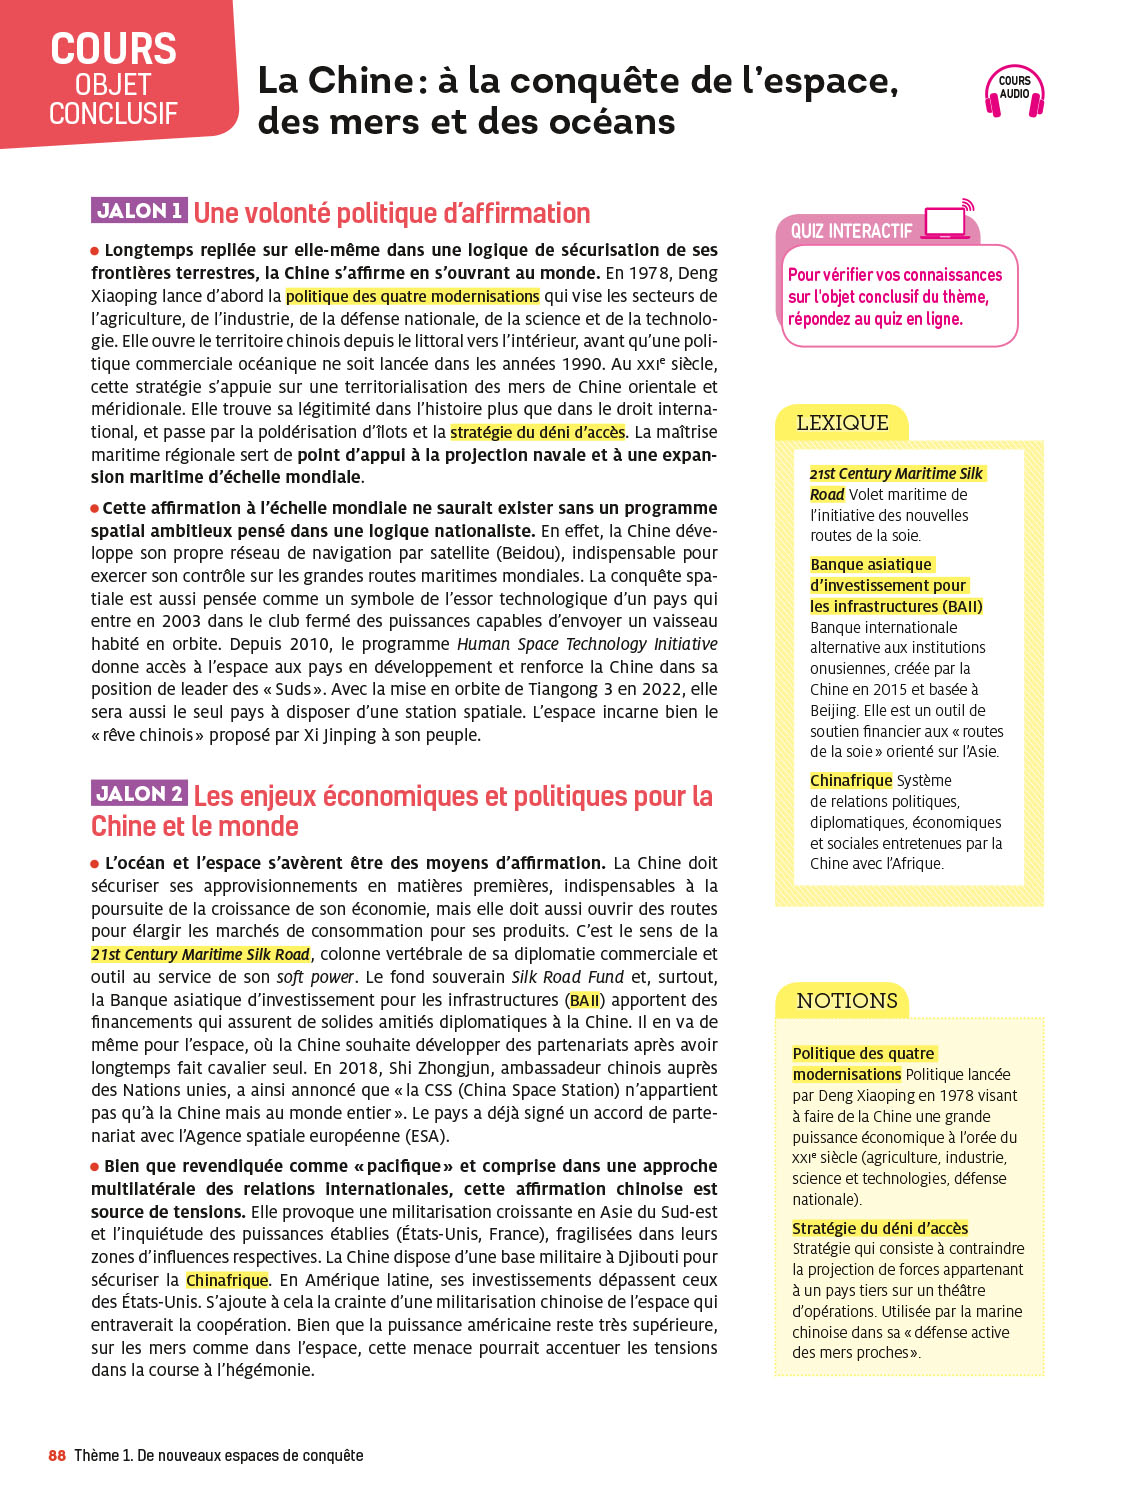 COURS
OBJET
CONCLUSIF
La Chine : à la conquête de l'espace,
des mers et des océans
COURS
AUDIO
JALON 1 Une volonté politique d'affirmation
• Longtemps repliée sur elle-même dans une logique de sécurisation de ses
frontières terrestres, la Chine s'affirme en s'ouvrant au monde. En 1978, Deng
Xiaoping lance d'abord la politique des quatre modernisations qui vise les secteurs de
l'agriculture, de l'industrie, de la défense nationale, de la science et de la technolo-
gie. Elle ouvre le territoire chinois depuis le littoral vers l'intérieur, avant qu'une poli-
tique commerciale océanique ne soit lancée dans les années 1990. Au XXIe siècle,
cette stratégie s'appuie sur une territorialisation des mers de Chine orientale et
méridionale. Elle trouve sa légitimité dans l'histoire plus que dans le droit interna-
tional, et passe par la poldérisation d'îlots et la stratégie du déni d'accès. La maîtrise
maritime régionale sert de point d'appui à la projection navale et à une expan-
sion maritime d'échelle mondiale.
• Cette affirmation à l'échelle mondiale ne saurait exister sans un programme
spatial ambitieux pensé dans une logique nationaliste. En effet, la Chine déve-
loppe son propre réseau de navigation par satellite (Beidou), indispensable pour
exercer son contrôle sur les grandes routes maritimes mondiales. La conquête spa-
tiale est aussi pensée comme un symbole de l'essor technologique d'un pays qui
entre en 2003 dans le club fermé des puissances capables d'envoyer un vaisseau
habité en orbite. Depuis 2010, le programme Human Space Technology Initiative
donne accès à l'espace aux pays en développement et renforce la Chine dans sa
position de leader des « Suds ». Avec la mise en orbite de Tiangong 3 en 2022, elle
sera aussi le seul pays à disposer d'une station spatiale. L'espace incarne bien le
« rêve chinois » proposé par Xi Jinping à son peuple.
JALON 2 Les enjeux économiques et politiques pour la
Chine et le monde
• L'océan et l'espace s'avèrent être des moyens d'affirmation. La Chine doit
sécuriser ses approvisionnements en matières premières, indispensables à la
poursuite de la croissance de son économie, mais elle doit aussi ouvrir des routes
pour élargir les marchés de consommation pour ses produits. C'est le sens de la
21st Century Maritime Silk Road, colonne vertébrale de sa diplomatie commerciale et
outil au service de son soft power. Le fond souverain Silk Road Fund et, surtout,
la Banque asiatique d'investissement pour les infrastructures (BAII) apportent des
financements qui assurent de solides amitiés diplomatiques à la Chine. Il en va de
même pour l'espace, où la Chine souhaite développer des partenariats après avoir
longtemps fait cavalier seul. En 2018, Shi Zhongjun, ambassadeur chinois auprès
des Nations unies, a ainsi annoncé que « la CSS (China Space Station) n'appartient
pas qu'à la Chine mais au monde entier ». Le pays a déjà signé un accord de parte-
nariat avec l'Agence spatiale européenne (ESA).
• Bien que revendiquée comme « pacifique » et comprise dans une approche
multilatérale des relations internationales, cette affirmation chinoise est
source de tensions. Elle provoque une militarisation croissante en Asie du Sud-est
et l'inquiétude des puissances établies (États-Unis, France), fragilisées dans leurs
zones d'influences respectives. La Chine dispose d'une base militaire à Djibouti pour
sécuriser la Chinafrique. En Amérique latine, ses investissements dépassent ceux
des États-Unis. S'ajoute à cela la crainte d'une militarisation chinoise de l'espace qui
entraverait la coopération. Bien que la puissance américaine reste très supérieure,
sur les mers comme dans l'espace, cette menace pourrait accentuer les tensions
dans la course à l'hégémonie.
QUIZ INTERACTIF
Pour vérifier vos connaissances
sur l'objet conclusif du thème,
répondez au quiz en ligne.
LEXIQUE
21st Century Maritime Silk
Road Volet maritime de
l'initiative des nouvelles
routes de la soie.
Banque asiatique
d'investissement pour
les infrastructures (BAII)
Banque internationale
alternative aux institutions
onusiennes, créée par la
Chine en 2015 et basée à
Beijing. Elle est un outil de
soutien financier aux « routes
de la soie » orienté sur l'Asie.
Chinafrique Système
de relations politiques,
diplomatiques, économiques
et sociales entretenues par la
Chine avec l'Afrique.
NOTIONS
Politique des quatre
modernisations Politique lancée
par Deng Xiaoping en 1978 visant
à faire de la Chine une grande
puissance économique à l'orée du
XXIe siècle (agriculture, industrie,
science et technologies, défense
nationale).
Stratégie du déni d'accès
Stratégie qui consiste à contraindre
la projection de forces appartenant
à un pays tiers sur un théâtre
d'opérations. Utilisée par la marine
chinoise dans sa « défense active
des mers proches ».
88 Thème 1. De nouveaux espaces de conquête